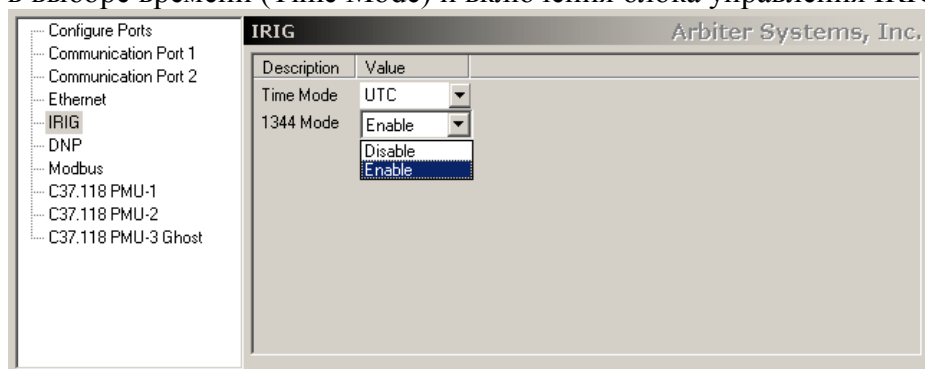 в выборе времени (Time Mode) и включения блока управления IRIG
Configure Ports
Communication Port 1
Communication Port 2
Ethernet
IRIG
DNP
Modbus
C37.118 PMU-1
C37.118 PMU-2
C37.118 PMU-3 Ghost
IRIG Arbiter Systems, Inc.
Description Value
Time Mode UTC
1344 Mode Enable
Disable
Enable